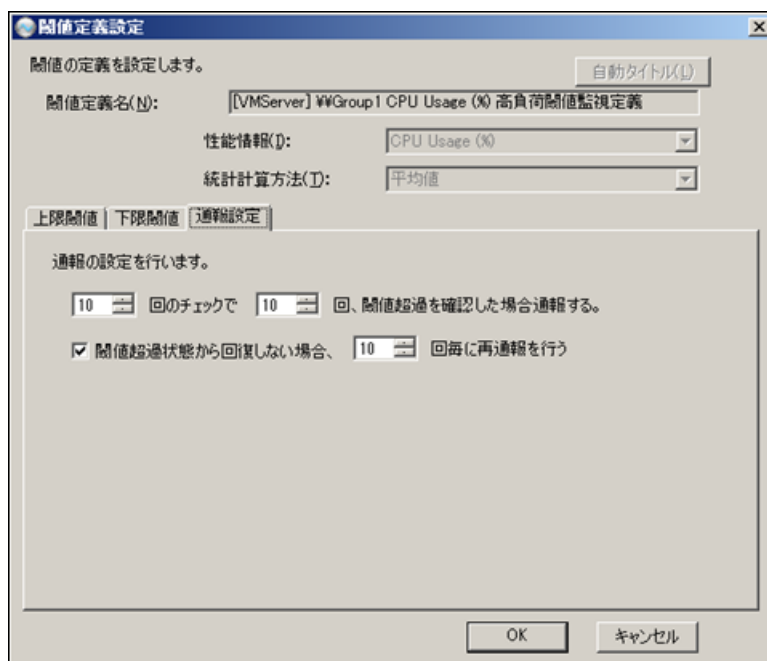 閾値定義設定
閾値の定義を設定します。
自動タイトル(L)
閾値定義名(N): [VMServer] ¥¥Group1 CPU Usage (%) 高負荷閾値監視定義
性能情報(I): CPU Usage (%)
統計計算方法(T): 平均値
上限閾値 下限閾値 通報設定
通報の設定を行います。
10 回のチェックで 10 回、閾値超過を確認した場合通報する。
閾値超過状態から回復しない場合、 10 回毎に再通報を行う
OK キャンセル